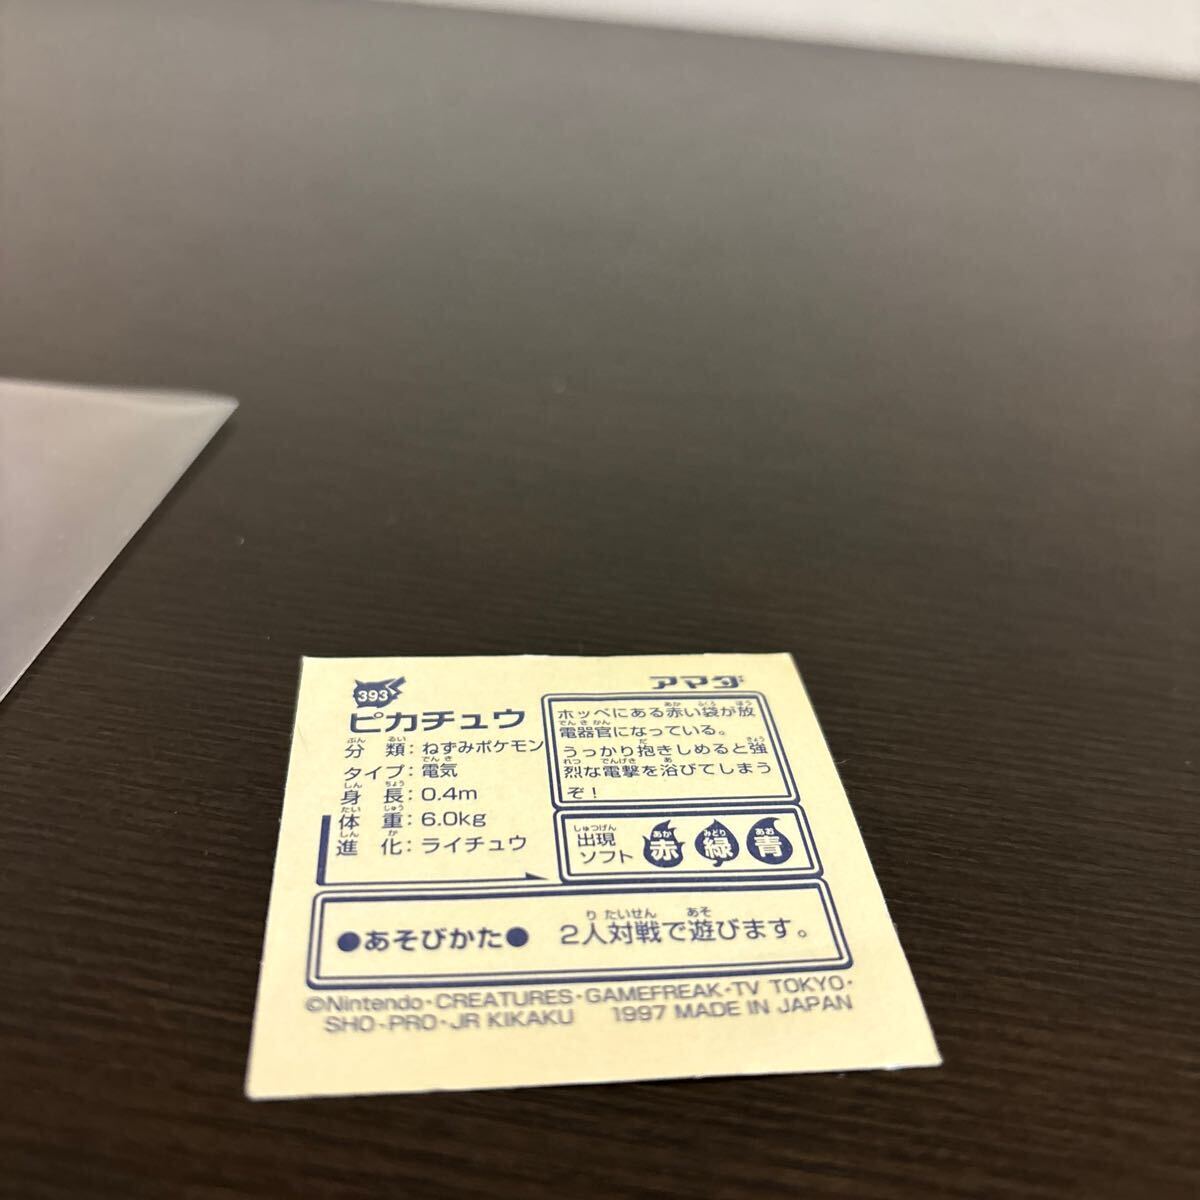 393
ピカチュウ
分類：ねずみポケモン
タイプ：電気
身長：0.4m
体重：6.0kg
進化：ライチュウ
アマダ
ホッペにある赤い袋が放
電器官になっている。
うっかり抱きしめると強
烈な電撃を浴びてしまう
ぞ！
出現
ソフト
赤 緑 青
●あそびかた● 2人対戦で遊びます。
©Nintendo・CREATURES・GAMEFREAK・TV TOKYO・
SHO-PRO・JR KIKAKU 1997 MADE IN JAPAN